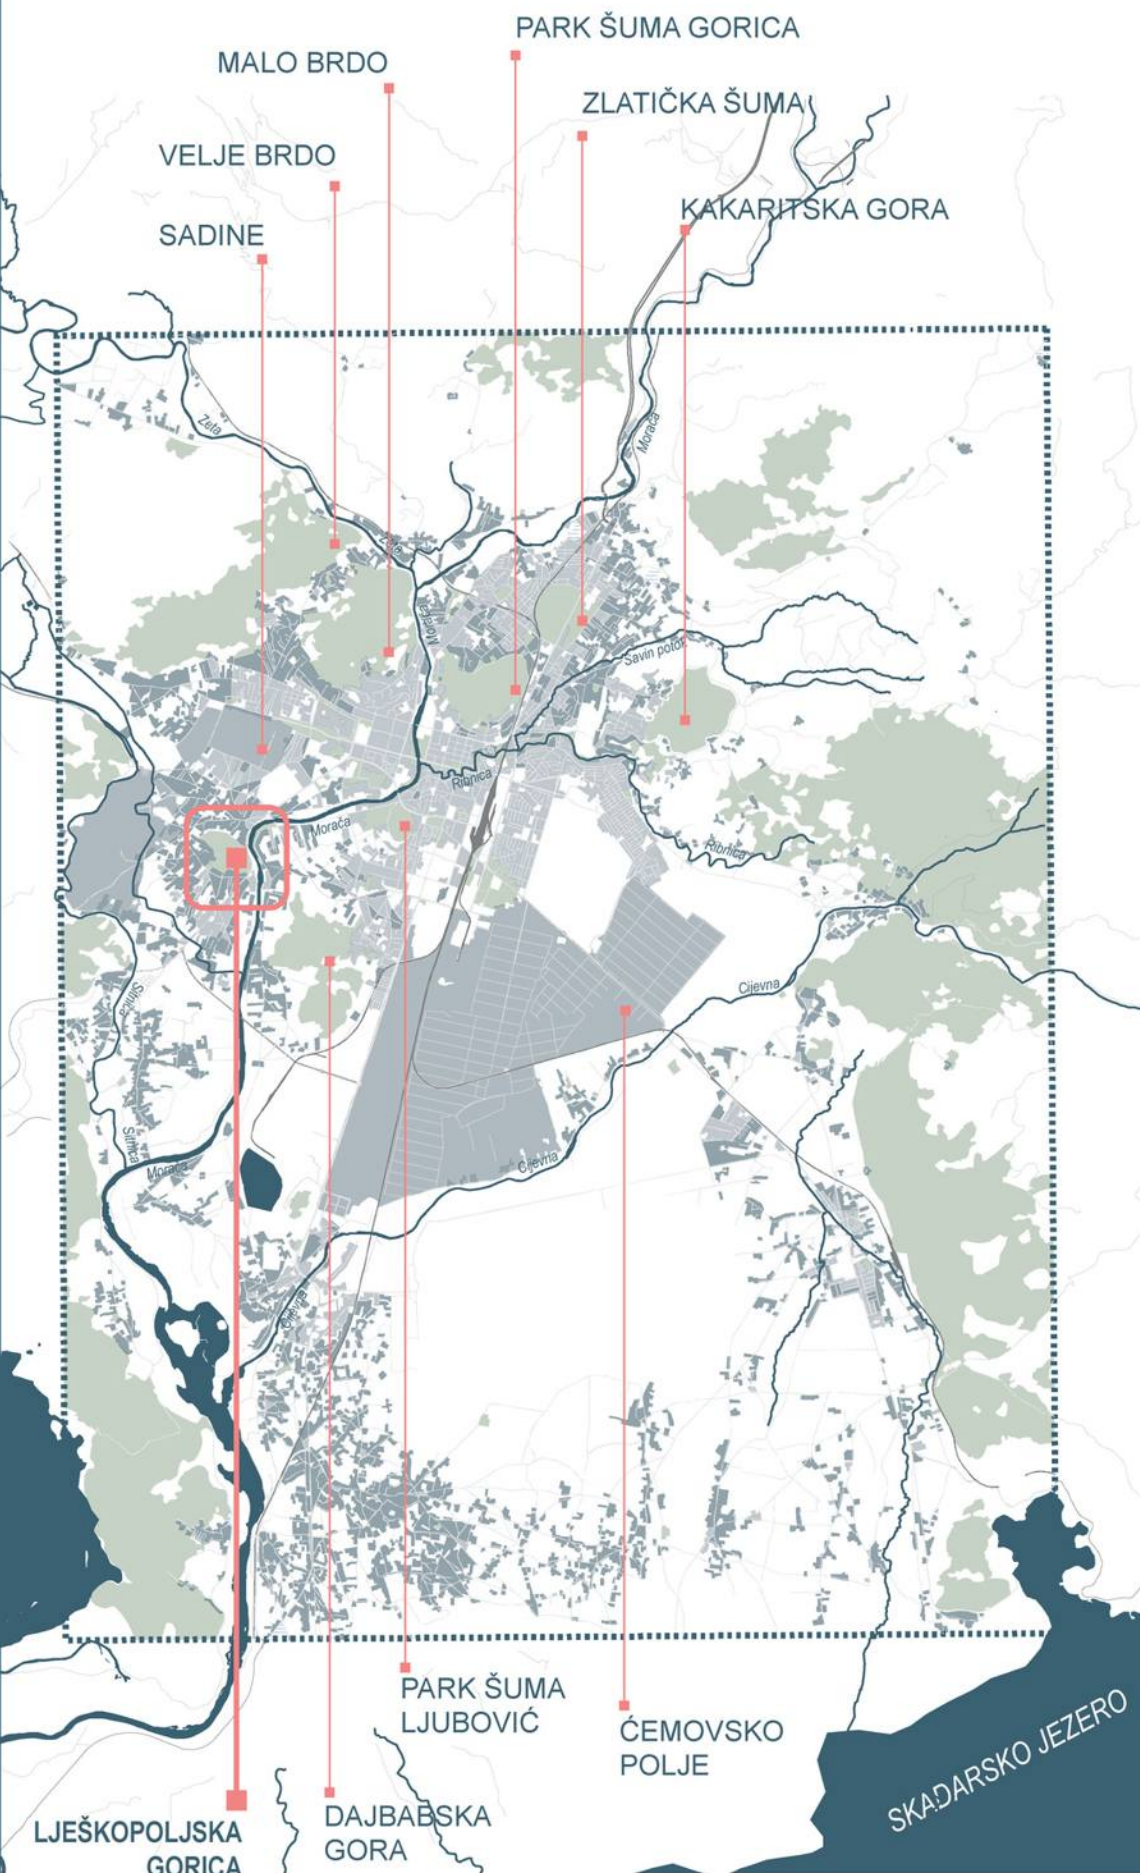 PARK ŠUMA GORICA
MALO BRDO
ZLATIČKA ŠUMA
VELJE BRDO
KAKARITSKA GORA
SADINE
Zeta
Morača
Zeta
Morača
Savin potok
Ribnica
Morača
Ribnica
Cijevna
Sitnica
Sitnica
Morača
Cijevna
Cijevna
PARK ŠUMA
LJUBOVIĆ
ĆEMOVSKO
POLJE
SKADARSKO JEZERO
DAJBABSKA
GORA
LJEŠKOPOLJSKA
GORICA